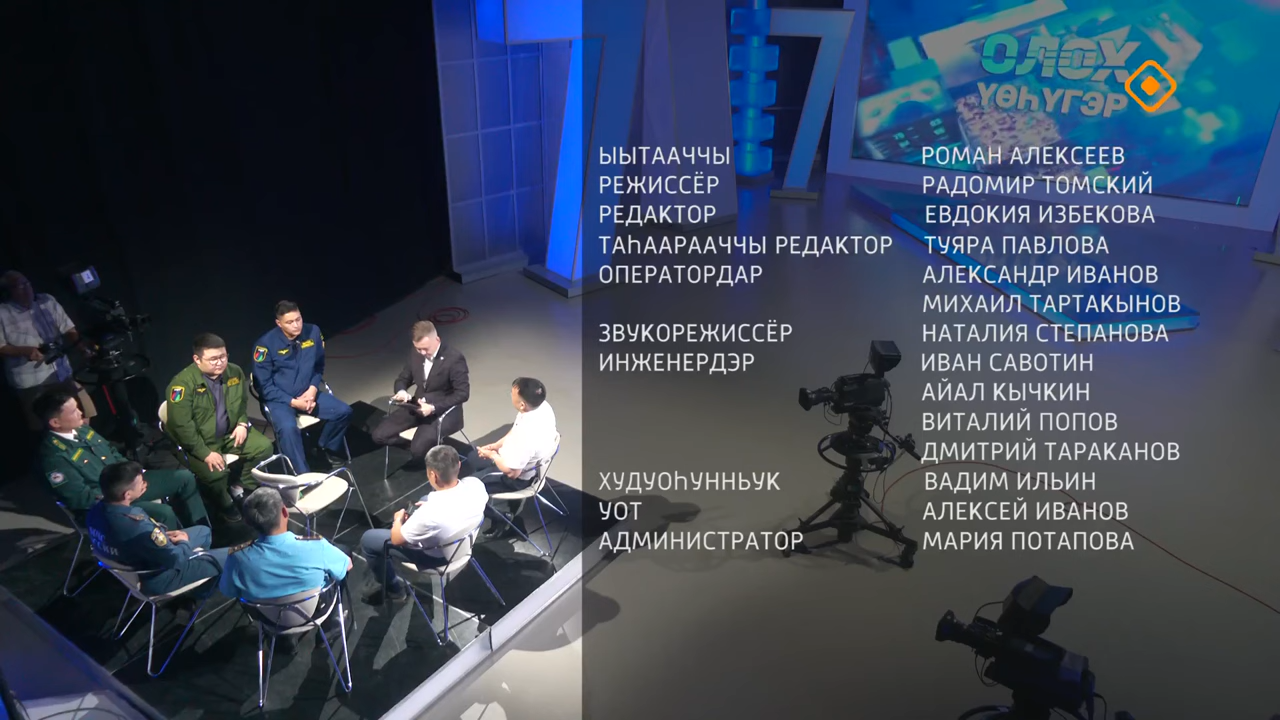 ОЛОХ
ҮӨҺҮГЭР
ЫЫТААЧЧЫ РОМАН АЛЕКСЕЕВ
РЕЖИССЁР РАДОМИР ТОМСКИЙ
РЕДАКТОР ЕВДОКИЯ ИЗБЕКОВА
ТАҺААРААЧЧЫ РЕДАКТОР ТУЯРА ПАВЛОВА
ОПЕРАТОРДАР АЛЕКСАНДР ИВАНОВ
МИХАИЛ ТАРТАКЫНОВ
ЗВУКОРЕЖИССЁР НАТАЛИЯ СТЕПАНОВА
ИНЖЕНЕРДЭР ИВАН САВОТИН
АЙАЛ КЫЧКИН
ВИТАЛИЙ ПОПОВ
ДМИТРИЙ ТАРАКАНОВ
ХУДУОҺУННЬУК ВАДИМ ИЛЬИН
УОТ АЛЕКСЕЙ ИВАНОВ
АДМИНИСТРАТОР МАРИЯ ПОТАПОВА